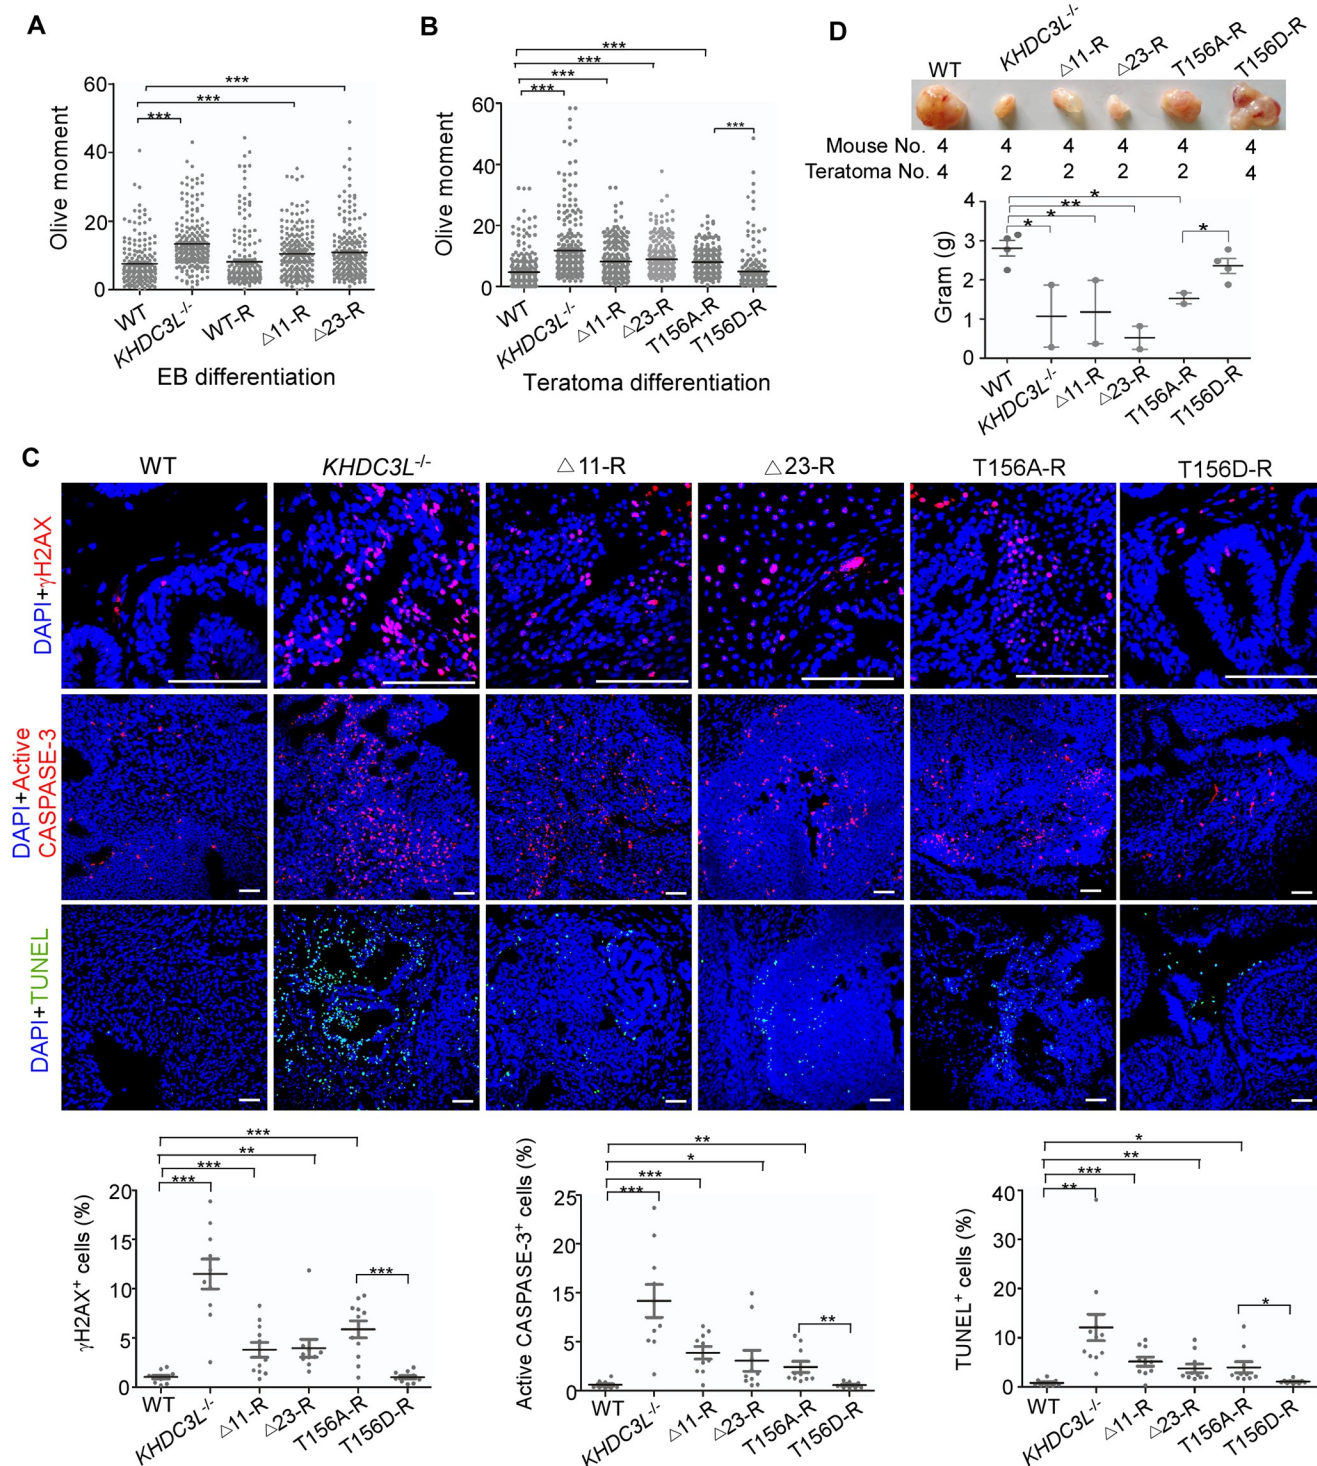 A
***
***
***
60
40
20
0
Olive moment
WT
KHDC3L-/-
WT-R
△11-R
△23-R
EB differentiation
B
***
***
***
***
***
60
40
20
0
Olive moment
WT
KHDC3L-/-
△11-R
△23-R
T156A-R
T156D-R
Teratoma differentiation
D
WT
KHDC3L-/-
△11-R
△23-R
T156A-R
T156D-R
Mouse No. 4 4 4 4 4 4
Teratoma No. 4 2 2 2 2 4
*
**
*
*
*
4
3
2
1
0
Gram (g)
WT
KHDC3L-/-
△11-R
△23-R
T156A-R
T156D-R
C
WT
KHDC3L-/-
△11-R
△23-R
T156A-R
T156D-R
DAPI+γH2AX
DAPI+Active
CASPASE-3
DAPI+TUNEL
***
**
***
***
***
20
15
10
5
0
γH2AX+ cells (%)
WT
KHDC3L-/-
△11-R
△23-R
T156A-R
T156D-R
**
*
***
***
**
25
20
15
5
0
Active CASPASE-3+ cells (%)
WT
KHDC3L-/-
△11-R
△23-R
T156A-R
T156D-R
*
**
***
**
*
40
30
20
10
0
TUNEL+ cells (%)
WT
KHDC3L-/-
△11-R
△23-R
T156A-R
T156D-R